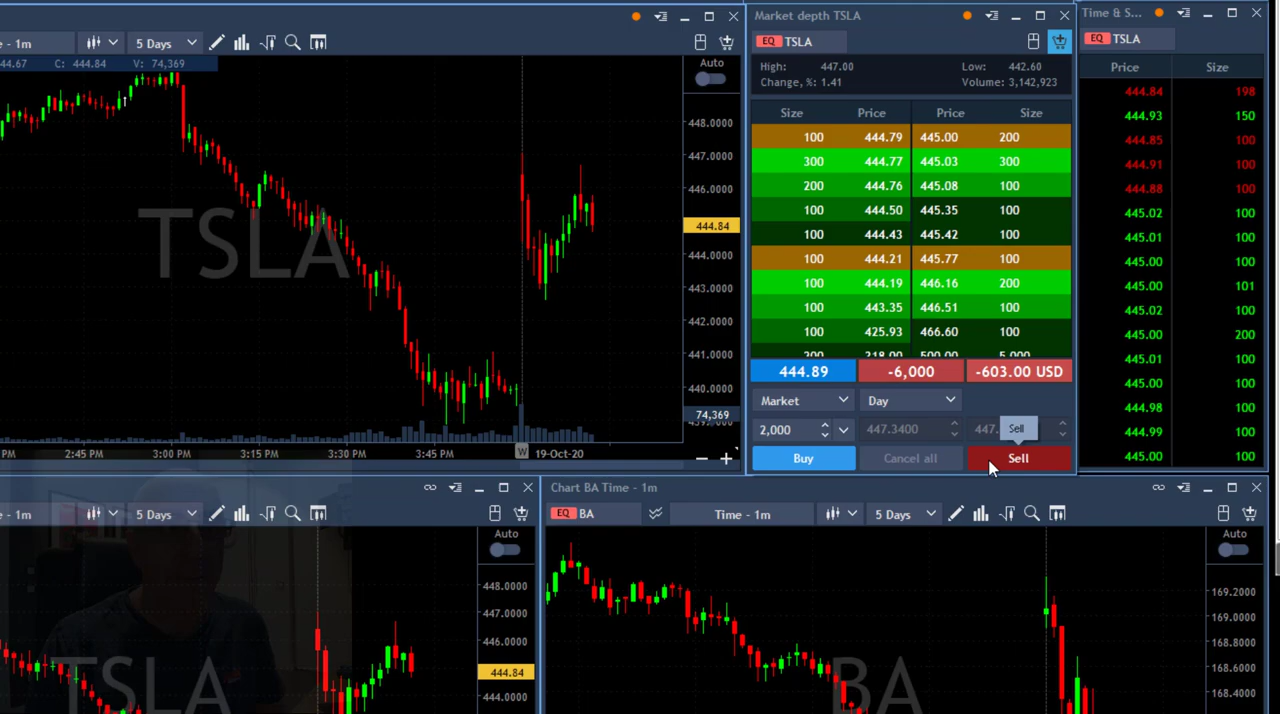 e - 1m 5 Days
44.67 C: 444.84 V: 74,369
Auto
TSLA
448.0000
447.0000
446.0000
444.84
444.0000
443.0000
442.0000
441.0000
440.0000
74,369
PM 2:45 PM 3:00 PM 3:15 PM 3:30 PM 3:45 PM W 19-Oct-20
Market depth TSLA
EQ TSLA
High: 447.00 Low: 442.60
Change, %: 1.41 Volume: 3,142,923
Size Price Price Size
100 444.79 445.00 200
300 444.77 445.03 300
200 444.76 445.08 100
100 444.50 445.35 100
100 444.43 445.42 100
100 444.21 445.77 100
100 444.19 446.16 200
100 443.35 446.51 100
100 425.93 466.60 100
200 218.00 500.00 5,000
444.89 -6,000 -603.00 USD
Market Day
2,000 447.3400 447. Sell
Buy Cancel all Sell
Time & S...
EQ TSLA
Price Size
444.84 198
444.93 150
444.85 100
444.91 100
444.88 100
445.02 100
445.01 100
445.00 100
445.00 101
445.02 100
445.00 200
445.01 100
445.00 100
444.98 100
444.99 100
445.00 100
e - 1m 5 Days
Auto
TSLA
448.0000
447.0000
446.0000
444.84
444.0000
Chart BA Time - 1m
EQ BA Time - 1m 5 Days
Auto
BA
169.2000
169.0000
168.8000
168.6000
168.4000